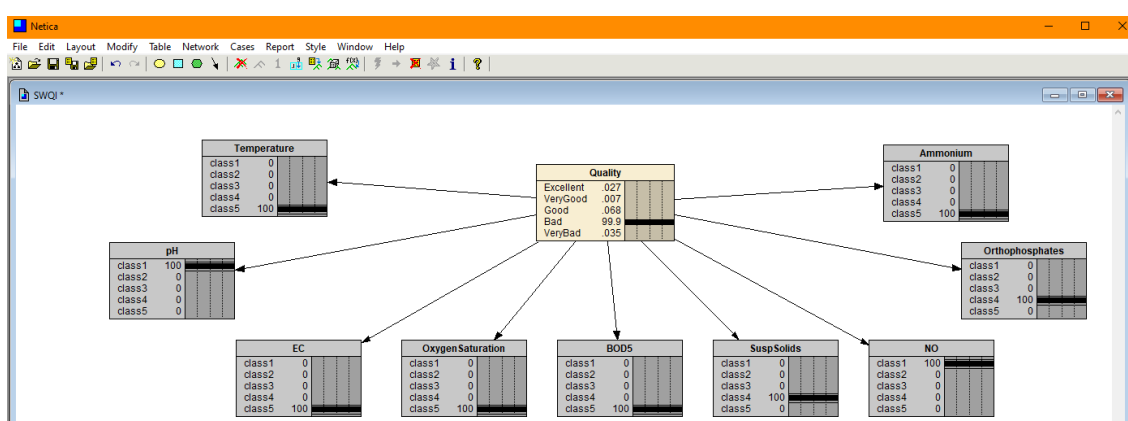 Netica
File Edit Layout Modify Table Network Cases Report Style Window Help
SWQI *
Temperature
class1 0
class2 0
class3 0
class4 0
class5 100
Quality
Excellent .027
VeryGood .007
Good .068
Bad 99.9
VeryBad .035
Ammonium
class1 0
class2 0
class3 0
class4 0
class5 100
pH
class1 100
class2 0
class3 0
class4 0
class5 0
Orthophosphates
class1 0
class2 0
class3 0
class4 100
class5 0
EC
class1 0
class2 0
class3 0
class4 0
class5 100
OxygenSaturation
class1 0
class2 0
class3 0
class4 0
class5 100
BOD5
class1 0
class2 0
class3 0
class4 0
class5 100
SuspSolids
class1 0
class2 0
class3 0
class4 100
class5 0
NO
class1 100
class2 0
class3 0
class4 0
class5 0